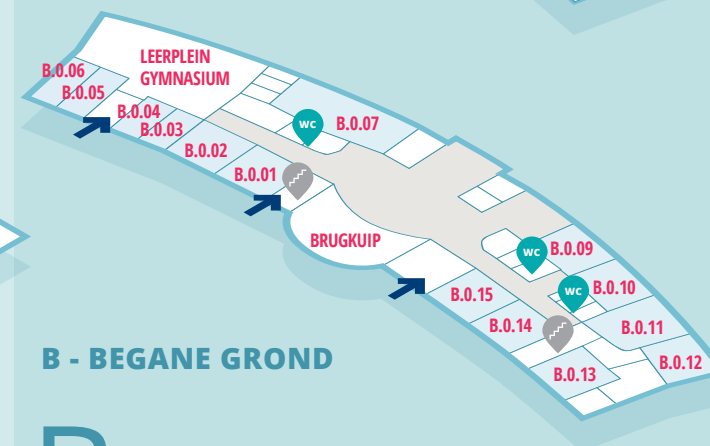 LEERPLEIN
GYMNASIUM
B.0.06
B.0.05
B.0.04
B.0.03
B.0.02
B.0.01
WC
B.0.07
BRUGKUIP
WC
B.0.09
WC
B.0.10
B.0.15
B.0.14
B.0.11
B.0.12
B.0.13
B - BEGANE GROND